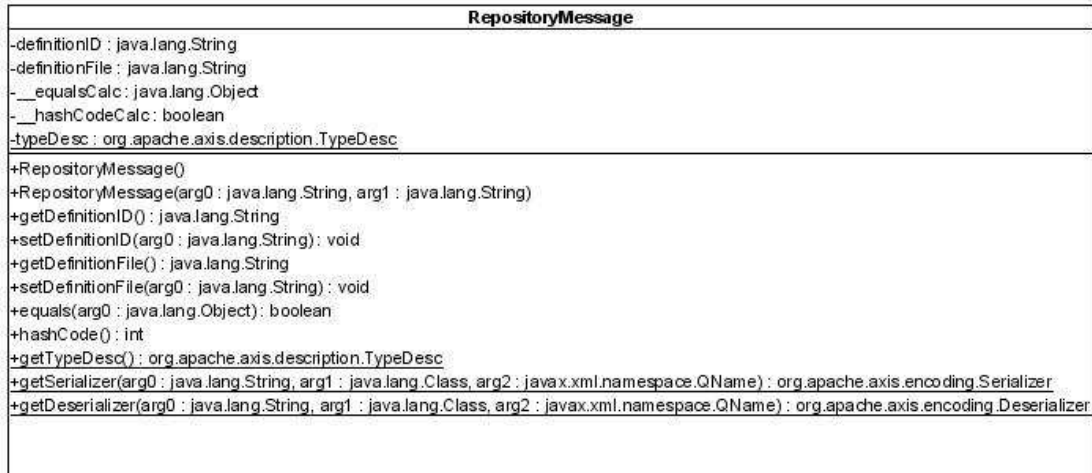 RepositoryMessage
-definitionID : java.lang.String
-definitionFile : java.lang.String
-__equalsCalc : java.lang.Object
-__hashCodeCalc : boolean
-typeDesc : org.apache.axis.description.TypeDesc
+RepositoryMessage()
+RepositoryMessage(arg0 : java.lang.String, arg1 : java.lang.String)
+getDefinitionID() : java.lang.String
+setDefinitionID(arg0 : java.lang.String) : void
+getDefinitionFile() : java.lang.String
+setDefinitionFile(arg0 : java.lang.String) : void
+equals(arg0 : java.lang.Object) : boolean
+hashCode() : int
+getTypeDesc() : org.apache.axis.description.TypeDesc
+getSerializer(arg0 : java.lang.String, arg1 : java.lang.Class, arg2 : javax.xml.namespace.QName) : org.apache.axis.encoding.Serializer
+getDeserializer(arg0 : java.lang.String, arg1 : java.lang.Class, arg2 : javax.xml.namespace.QName) : org.apache.axis.encoding.Deserializer